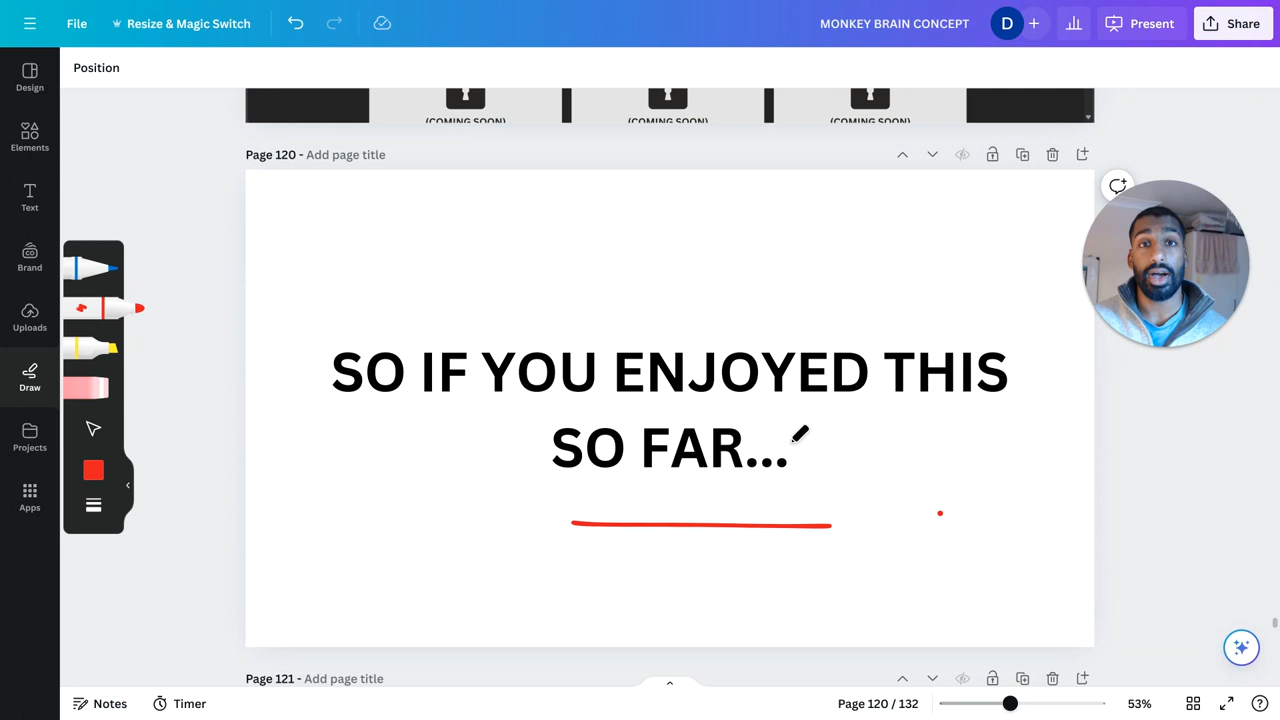 File
Resize & Magic Switch
MONKEY BRAIN CONCEPT
D
Present
Share
Position
Design
Elements
Text
Brand
Uploads
Draw
Projects
Apps
(COMING SOON)
(COMING SOON)
(COMING SOON)
Page 120 - Add page title
SO IF YOU ENJOYED THIS
SO FAR...
Page 121 - Add page title
Notes
Timer
Page 120 / 132
53%